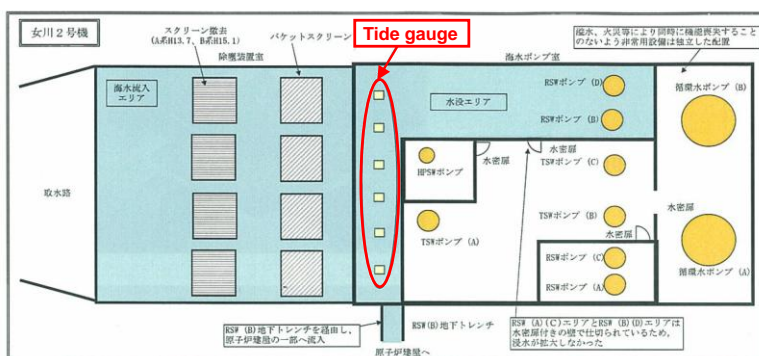 女川２号機
スクリーン撤去
(A系H13.7、B系H15.1)
除塵装置室
バケットスクリーン
Tide gauge
海水ポンプ室
溢水、火災等により同時に機能喪失すること
のないよう非常用設備は独立した配置
海水流入
エリア
水没エリア
RSWポンプ (D)
RSWポンプ (B)
循環水ポンプ (B)
取水路
HPSWポンプ
水密扉
水密扉
TSWポンプ (C)
TSWポンプ (A)
TSWポンプ (B)
水密扉
水密扉
RSWポンプ (C)
RSWポンプ (A)
循環水ポンプ (A)
RSW (B)地下トレンチを経由し、
原子炉建屋の一部へ流入
RSW(B)地下トレンチ
原子炉建屋へ
RSW (A)(C)エリアとRSW (B)(D)エリアは
水密扉付きの壁で仕切られているため、
浸水が拡大しなかった